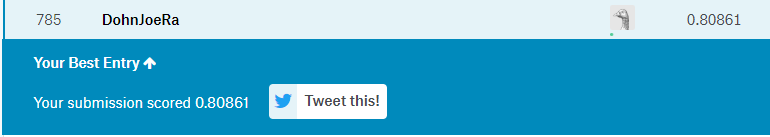 785 DohnJoeRa 0.80861
Your Best Entry ↑
Your submission scored 0.80861 Tweet this!